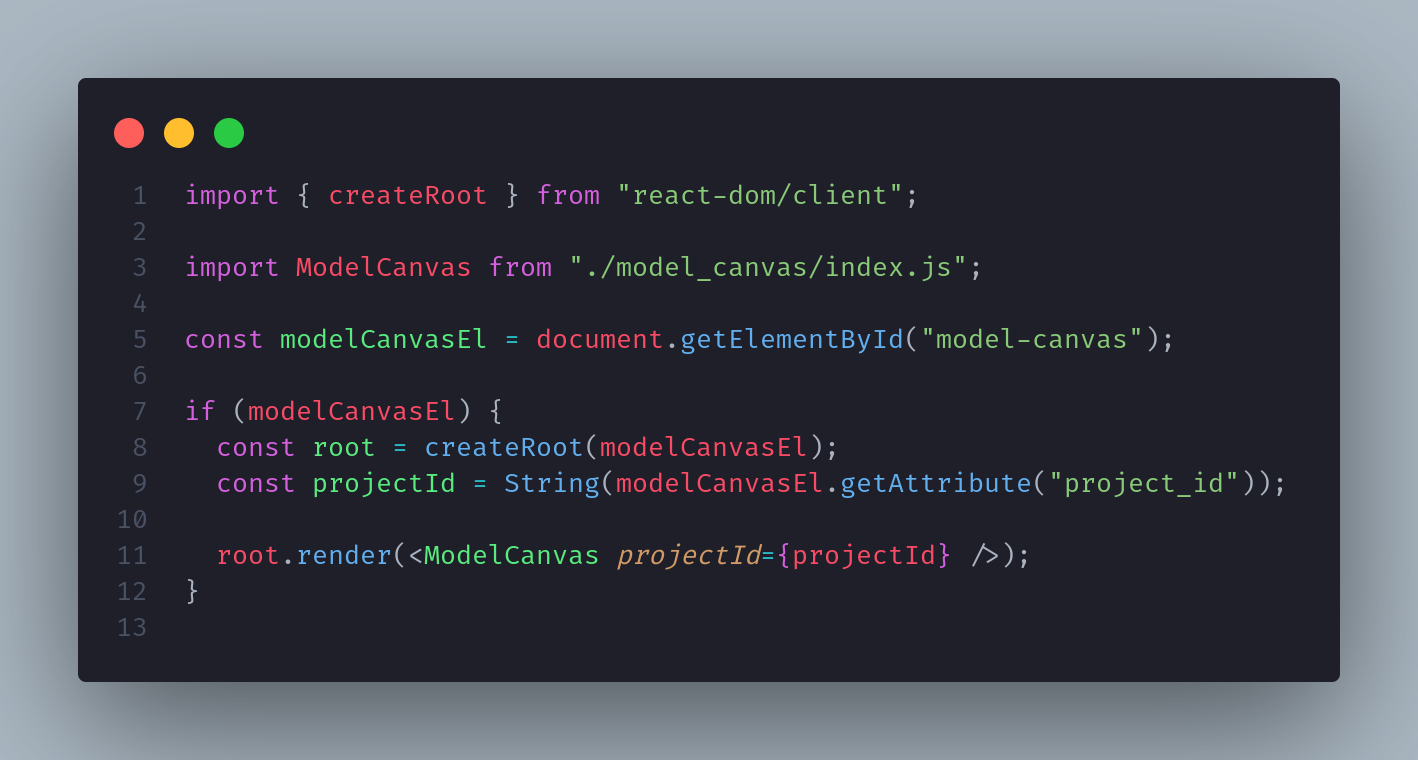 1 import { createRoot } from "react-dom/client";
2
3 import ModelCanvas from "./model_canvas/index.js";
4
5 const modelCanvasEl = document.getElementById("model-canvas");
6
7 if (modelCanvasEl) {
8   const root = createRoot(modelCanvasEl);
9   const projectId = String(modelCanvasEl.getAttribute("project_id"));
10
11   root.render(<ModelCanvas projectId={projectId} />);
12 }
13